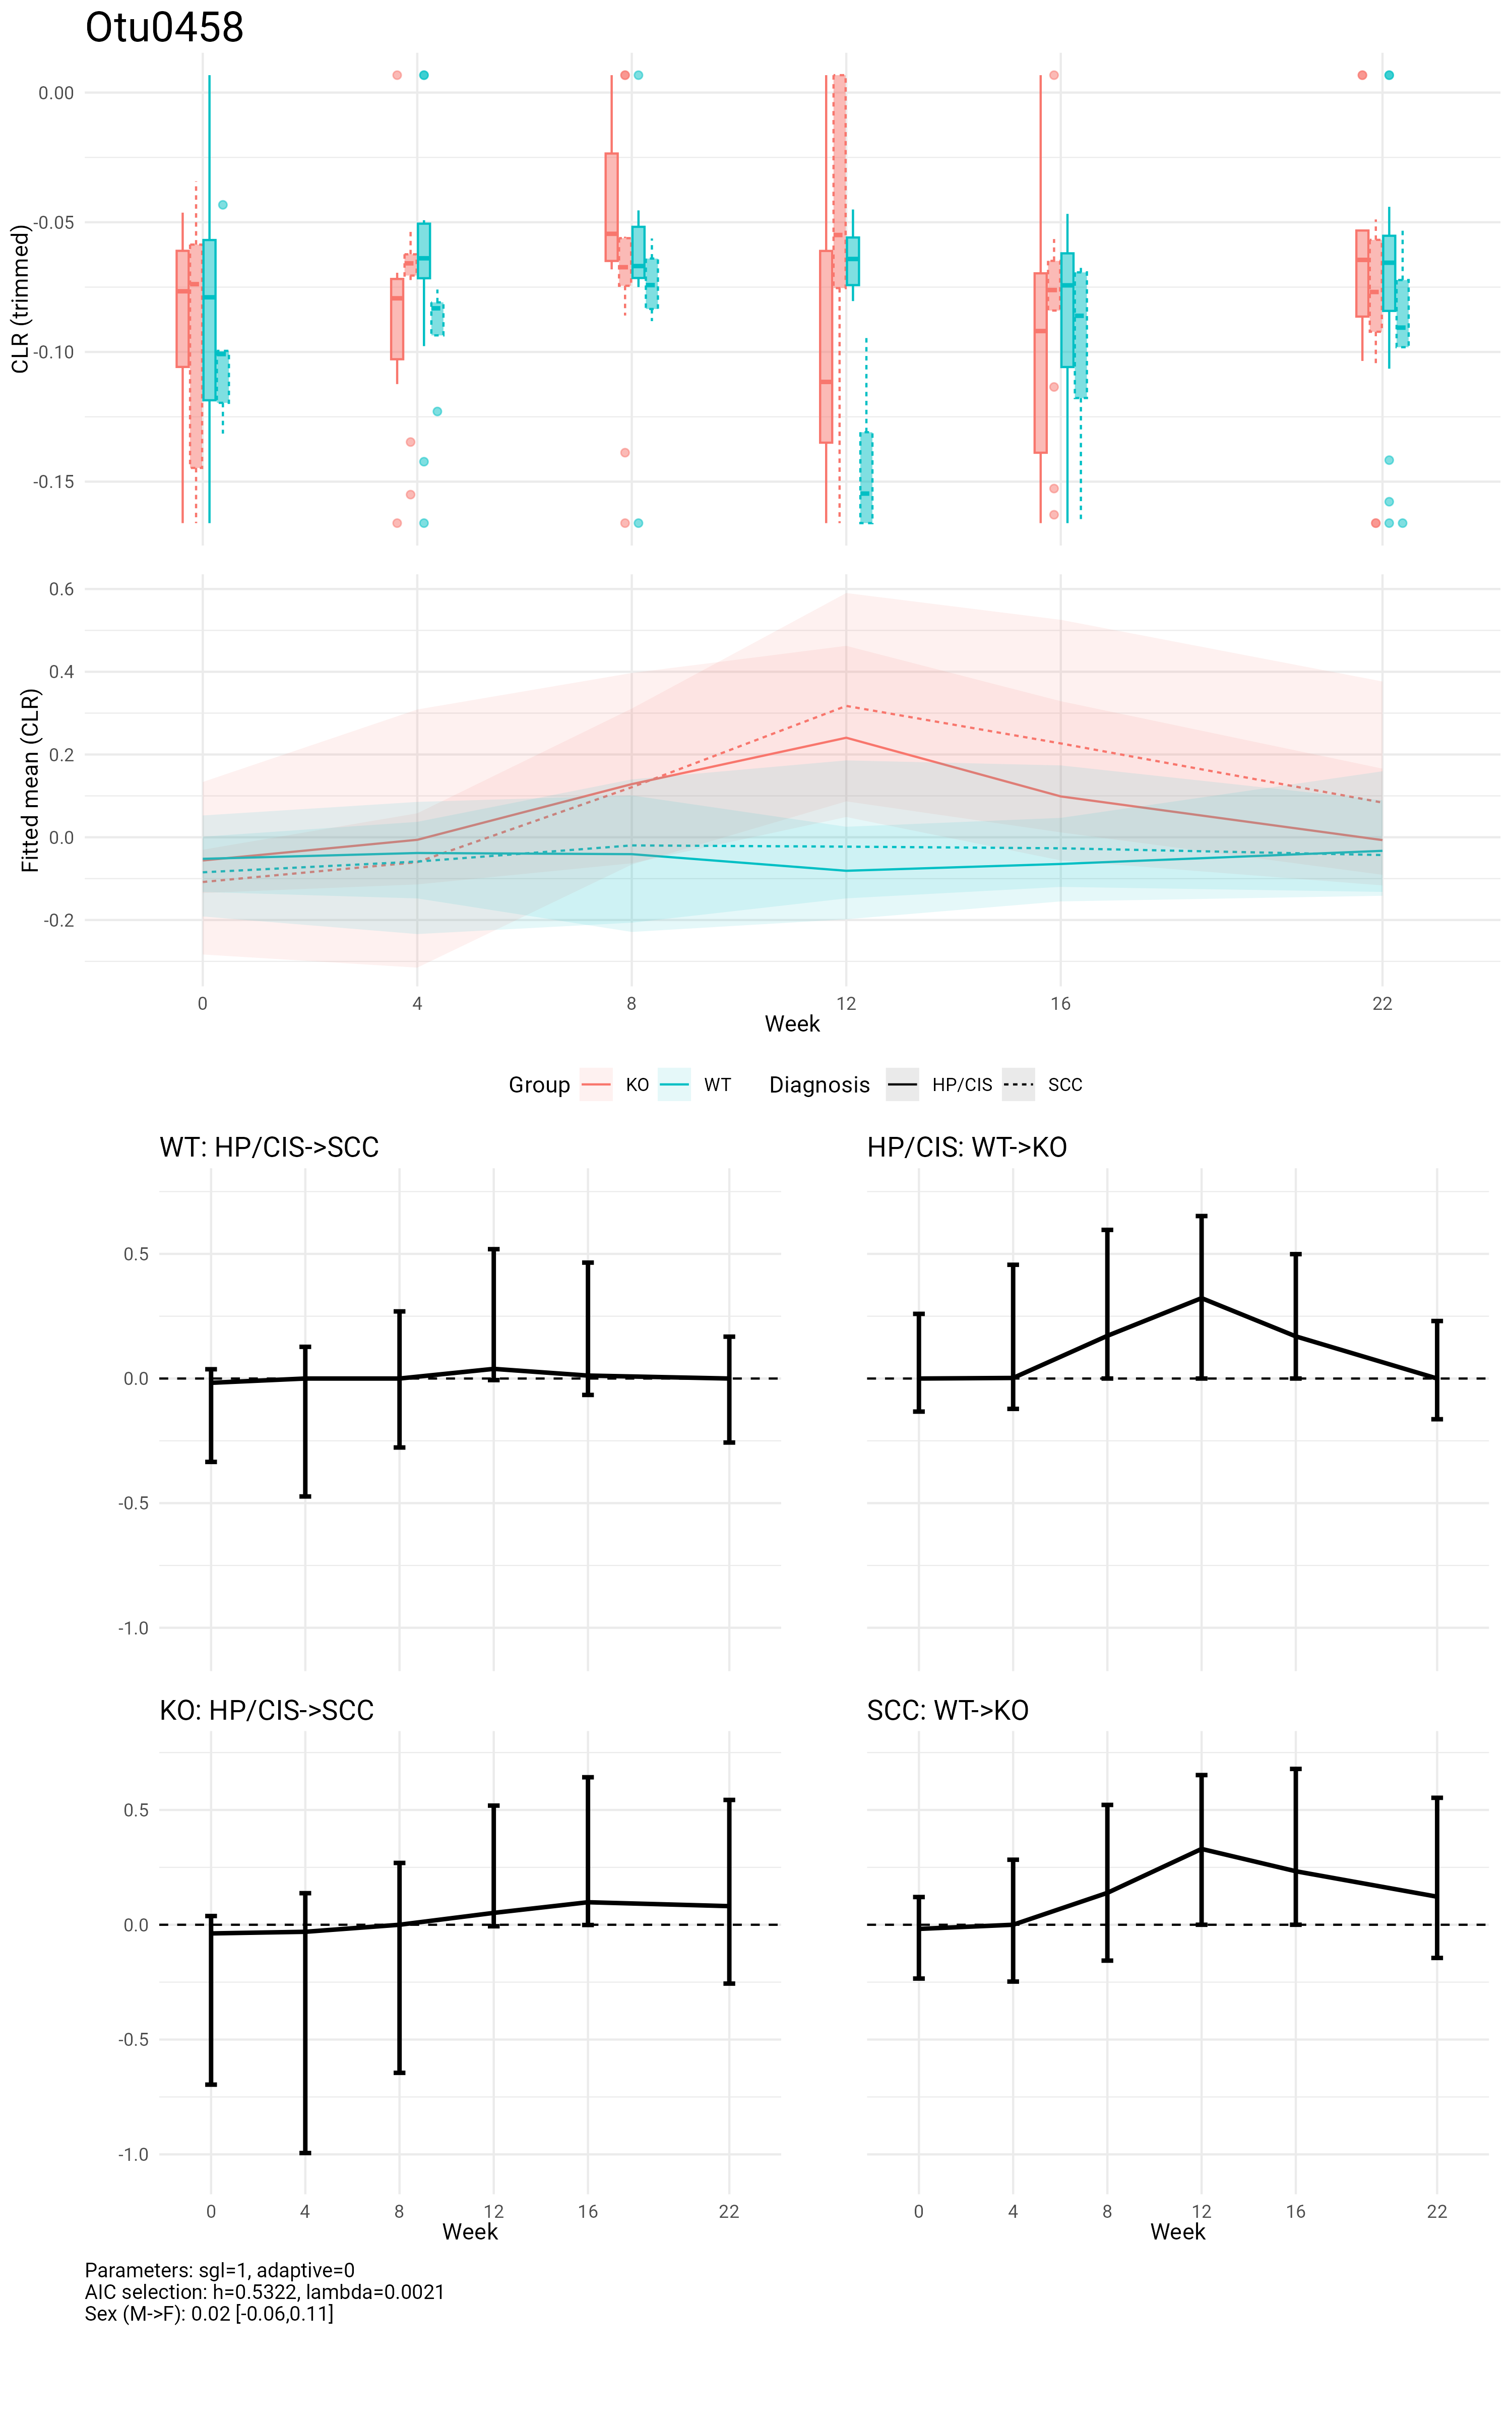 Otu0458
CLR (trimmed)
0.00
-0.05
-0.10
-0.15
Fitted mean (CLR)
0.6
0.4
0.2
0.0
-0.2
0 4 8 12 16 22
Week
Group KO WT Diagnosis HP/CIS SCC
WT: HP/CIS->SCC
HP/CIS: WT->KO
0.5
0.0
-0.5
-1.0
KO: HP/CIS->SCC
SCC: WT->KO
0.5
0.0
-0.5
-1.0
0 4 8 12 16 22
Week
0 4 8 12 16 22
Week
Parameters: sgl=1, adaptive=0
AIC selection: h=0.5322, lambda=0.0021
Sex (M->F): 0.02 [-0.06,0.11]